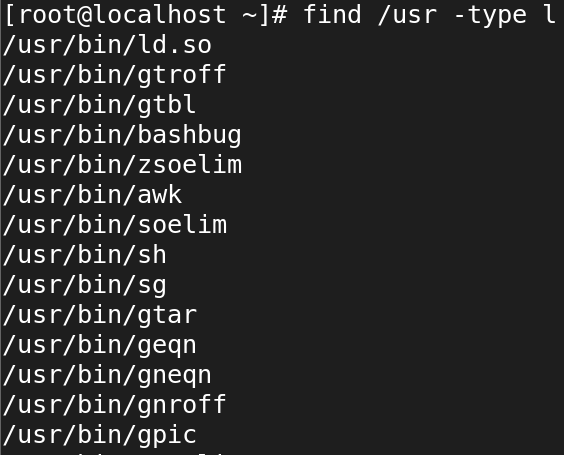 [root@localhost ~]# find /usr -type l
/usr/bin/ld.so
/usr/bin/gtroff
/usr/bin/gtbl
/usr/bin/bashbug
/usr/bin/zsoelim
/usr/bin/awk
/usr/bin/soelim
/usr/bin/sh
/usr/bin/sg
/usr/bin/gtar
/usr/bin/geqn
/usr/bin/gneqn
/usr/bin/gnroff
/usr/bin/gpic